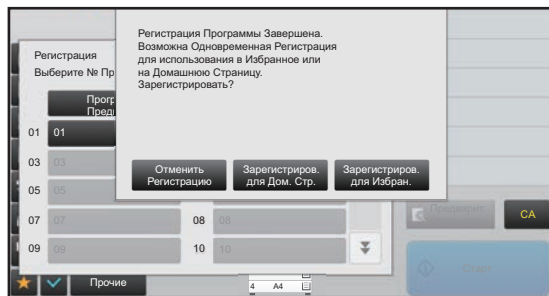 Регистрация Программы Завершена.
Возможна Одновременная Регистрация
для использования в Избранное или
на Домашнюю Страницу.
Зарегистрировать?
Отменить
Регистрацию
Зарегистриров.
для Дом. Стр.
Зарегистриров.
для Избран.
Регистрация
Выберите № Пр
Прогр
Пред
01 01
03 03
05 05
07 07 08 08
09 09 10 10
CA
Старт
Прочие
4 A4